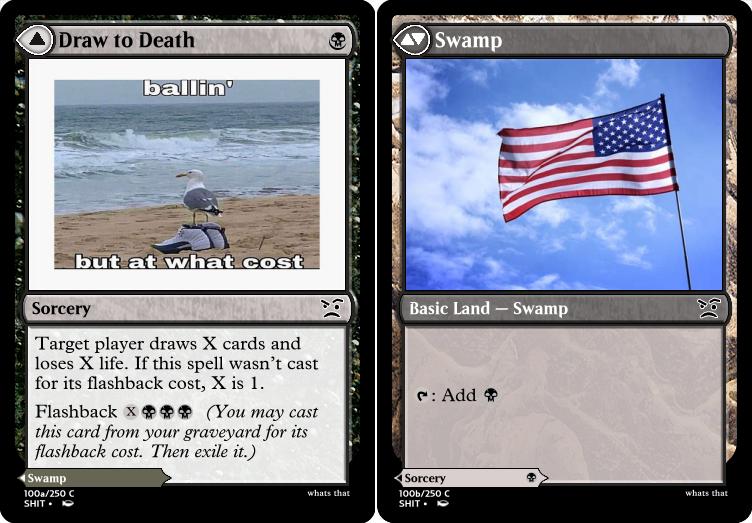 Draw to Death
ballin'
but at what cost
Sorcery
Target player draws X cards and
loses X life. If this spell wasn't cast
for its flashback cost, X is 1.
Flashback X (You may cast
this card from your graveyard for its
flashback cost. Then exile it.)
Swamp
100a/250 C
SHIT •
whats that
Swamp
Basic Land — Swamp
: Add
Sorcery
100b/250 C
SHIT •
whats that